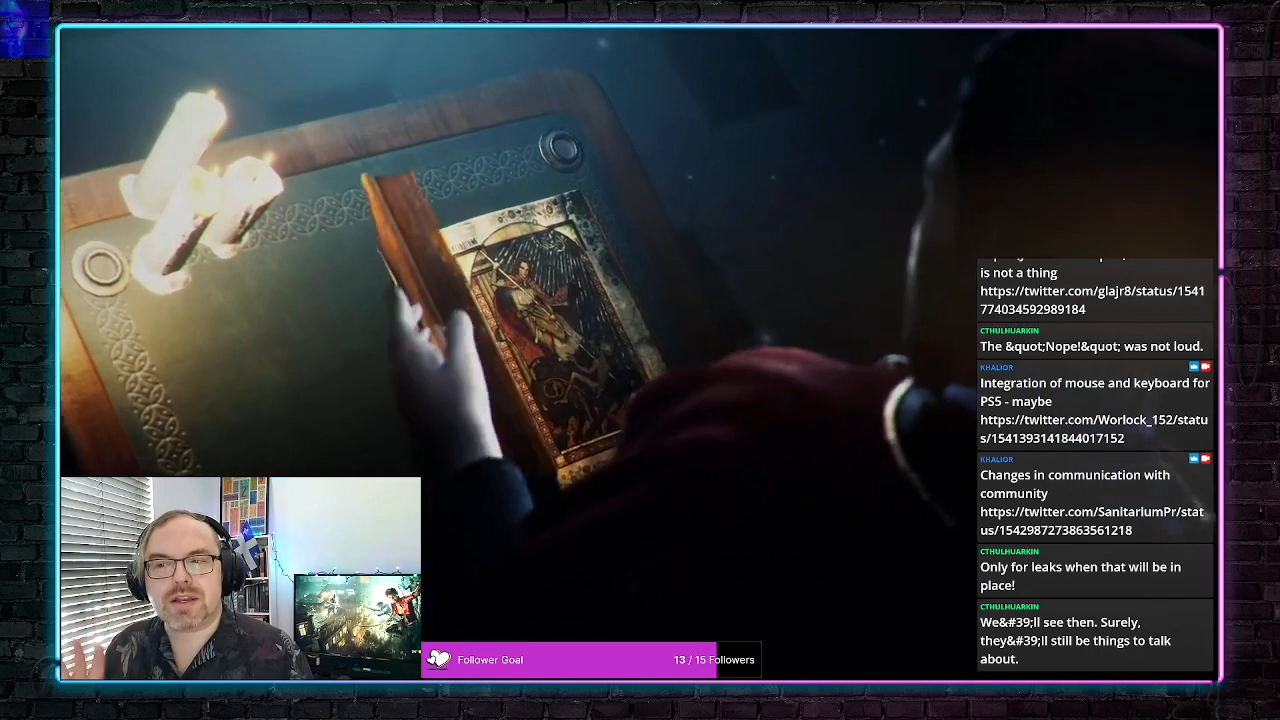 is not a thing
https://twitter.com/glajr8/status/1541
774034592989184
CTHULHUARKIN
The &quot;Nope!&quot; was not loud.
KHALIOR
Integration of mouse and keyboard for
PS5 - maybe
https://twitter.com/Worlock_152/statu
s/1541393141844017152
KHALIOR
Changes in communication with
community
https://twitter.com/SanitariumPr/stat
us/1542987273863561218
CTHULHUARKIN
Only for leaks when that will be in
place!
CTHULHUARKIN
We&#39;ll see then. Surely,
they&#39;ll still be things to talk
about.
Follower Goal
13 / 15 Followers